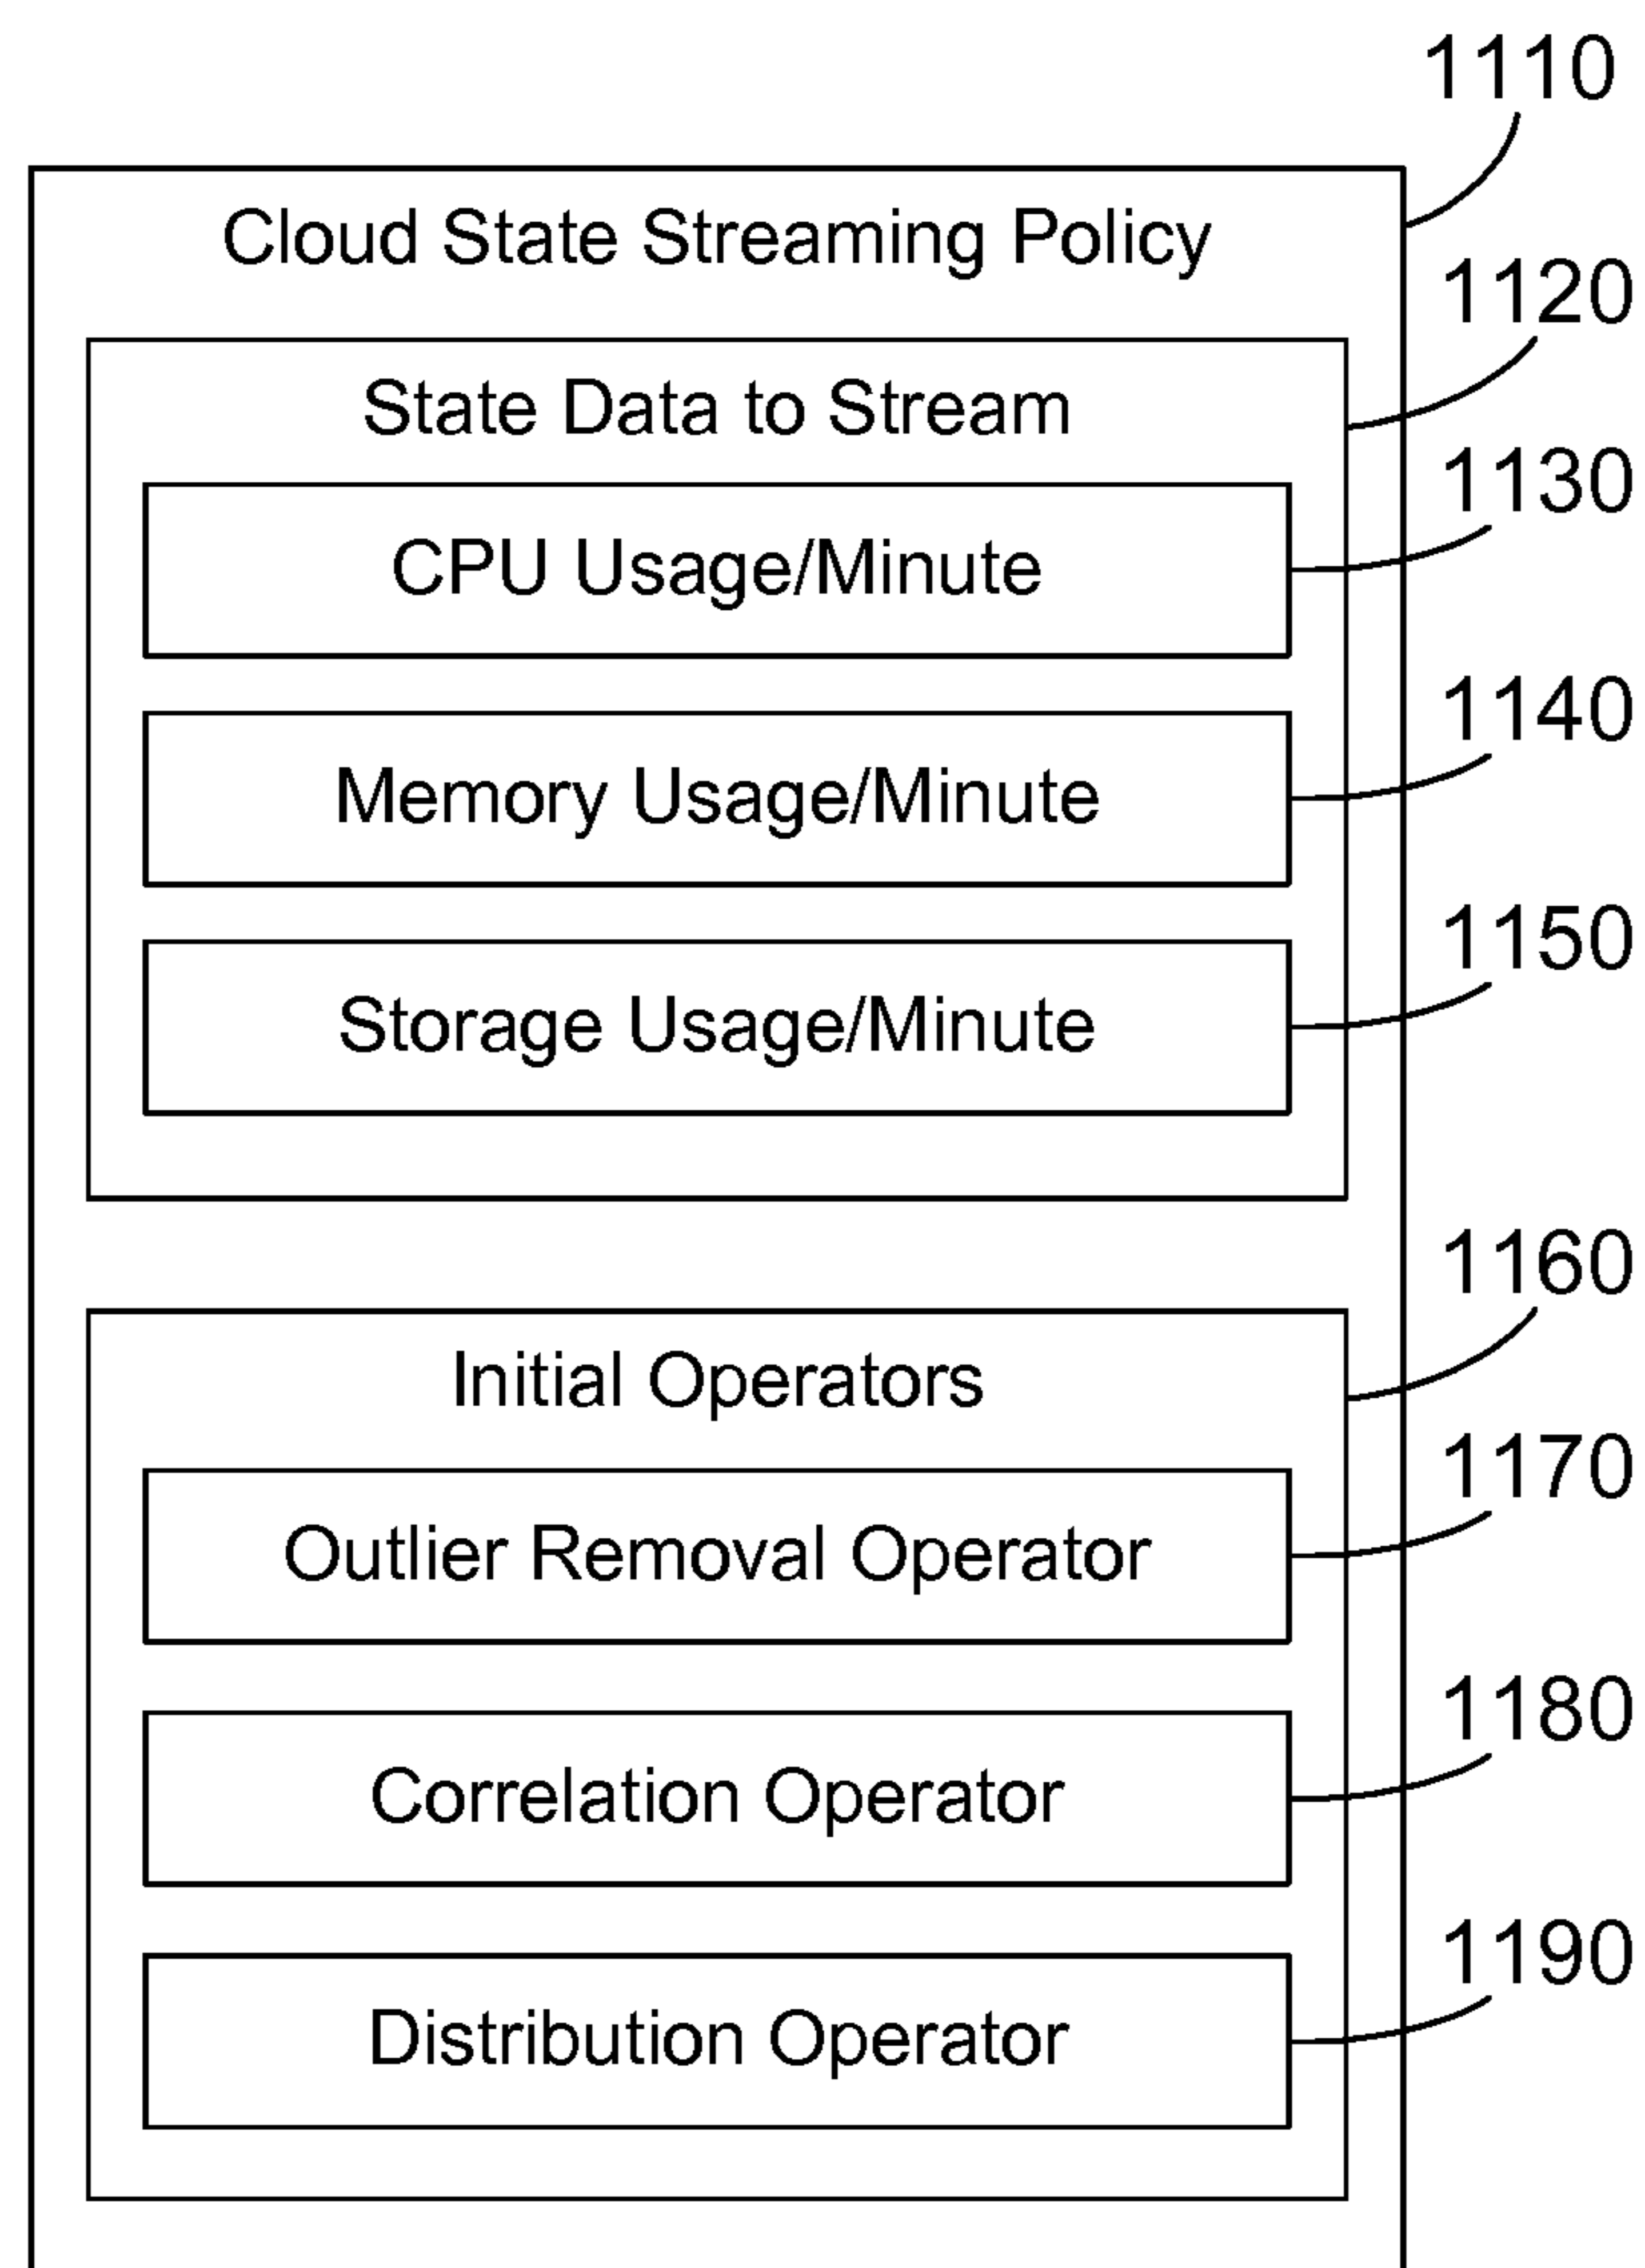 1110
Cloud State Streaming Policy
1120
State Data to Stream
1130
CPU Usage/Minute
1140
Memory Usage/Minute
1150
Storage Usage/Minute
1160
Initial Operators
1170
Outlier Removal Operator
1180
Correlation Operator
1190
Distribution Operator